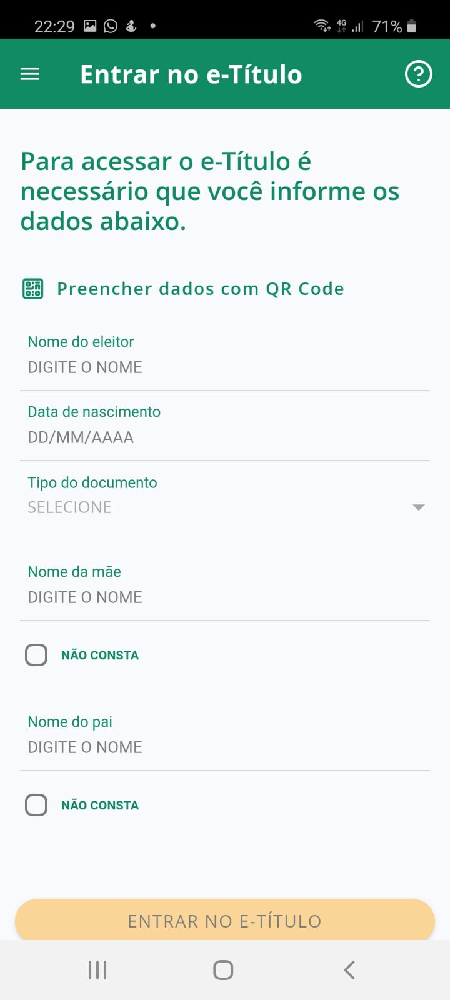 22:29
4G
71%
Entrar no e-Título
?
Para acessar o e-Título é
necessário que você informe os
dados abaixo.
Preencher dados com QR Code
Nome do eleitor
DIGITE O NOME
Data de nascimento
DD/MM/AAAA
Tipo do documento
SELECIONE
Nome da mãe
DIGITE O NOME
NÃO CONSTA
Nome do pai
DIGITE O NOME
NÃO CONSTA
ENTRAR NO E-TÍTULO